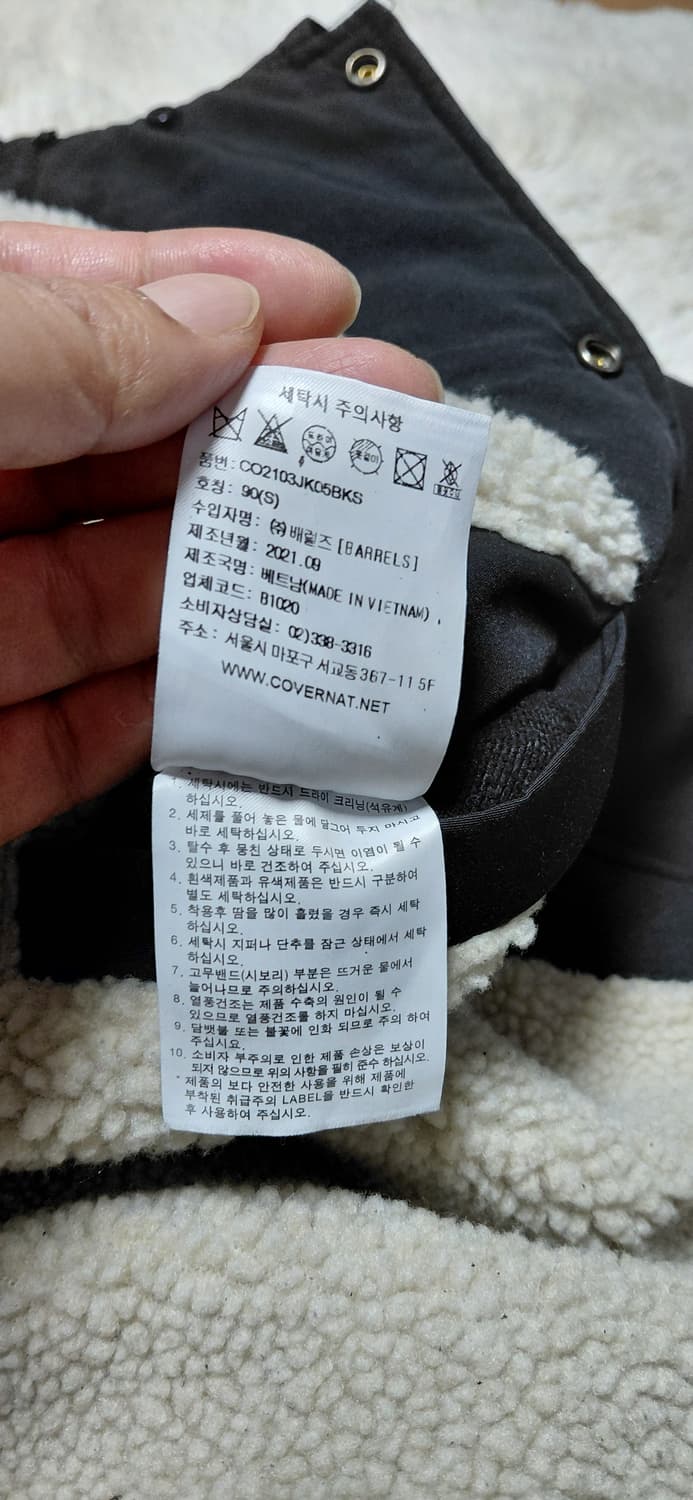 세탁시 주의사항
품번: CO2103JK05BKS
호칭: 90(S)
수입자명: (주)배럴즈 [BARRELS]
제조년월: 2021.09
제조국명: 베트남(MADE IN VIETNAM)
업체코드: B1020
소비자상담실: 02)338-3316
주소: 서울시 마포구 서교동367-11 5F
WWW.COVERNAT.NET
1. 세탁시에는 반드시 드라이 크리닝(석유계)
하십시오.
2. 세제를 풀어 놓은 물에 담그어 두지 마시고
바로 세탁하십시오.
3. 탈수 후 뭉친 상태로 두시면 이염이 될 수
있으니 바로 건조하여 주십시오.
4. 흰색제품과 유색제품은 반드시 구분하여
별도 세탁하십시오.
5. 착용후 땀을 많이 흘렸을 경우 즉시 세탁
하십시오.
6. 세탁시 지퍼나 단추를 잠근 상태에서 세탁
하십시오.
7. 고무밴드(시보리) 부분은 뜨거운 물에서
늘어나므로 주의하십시오.
8. 열풍건조는 제품 수축의 원인이 될 수
있으므로 열풍건조를 하지 마십시오.
9. 담뱃불 또는 불꽃에 인화 되므로 주의 하여
주십시요.
10. 소비자 부주의로 인한 제품 손상은 보상이
되지 않으므로 위의 사항을 필히 준수 하십시오.
* 제품의 보다 안전한 사용을 위해 제품에
부착된 취급주의 LABEL을 반드시 확인한
후 사용하여 주십시오.